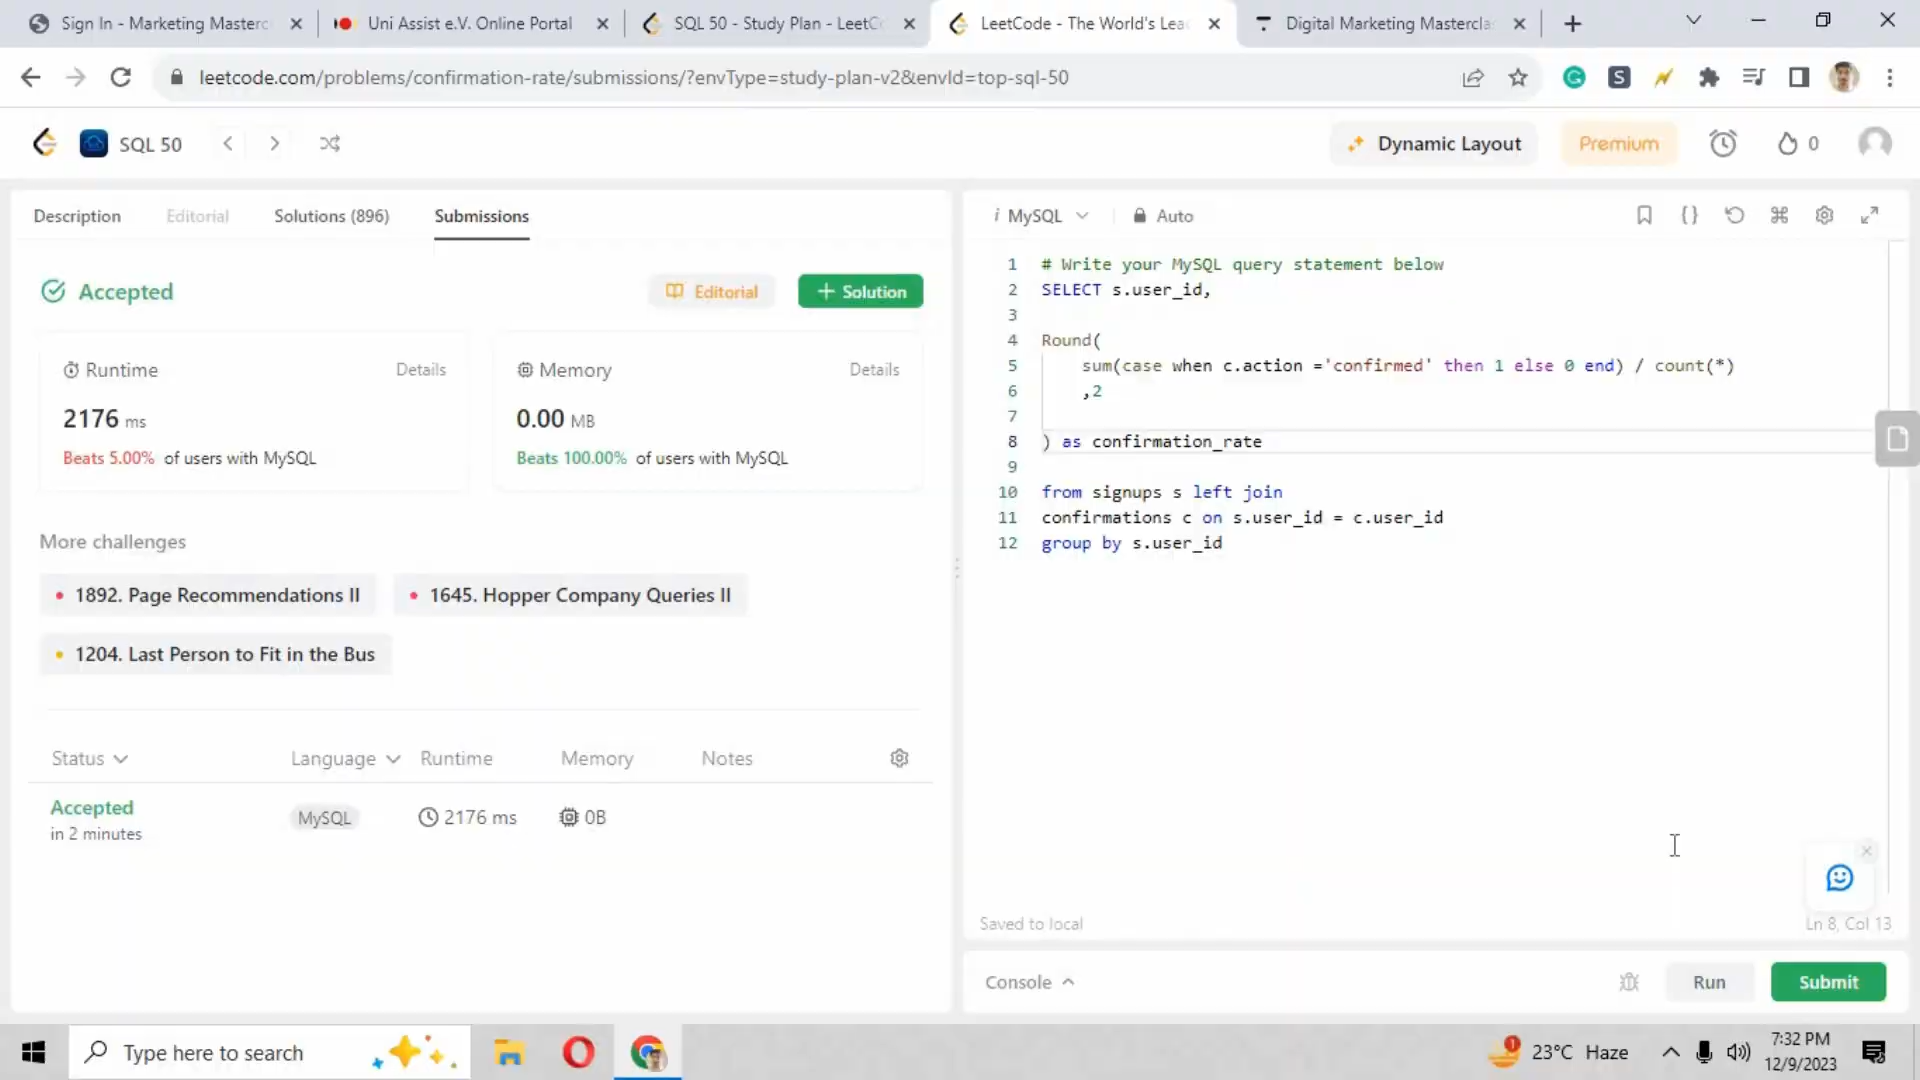 Sign In - Marketing Masterc
Uni Assist e.V. Online Portal
SQL 50 - Study Plan - LeetC
LeetCode - The World's Lea
Digital Marketing Mastercla
leetcode.com/problems/confirmation-rate/submissions/?envType=study-plan-v2&envId=top-sql-50
SQL 50
Dynamic Layout
Premium
0
Description
Editorial
Solutions (896)
Submissions
Accepted
Editorial
+ Solution
Runtime
Details
2176 ms
Beats 5.00% of users with MySQL
Memory
Details
0.00 MB
Beats 100.00% of users with MySQL
More challenges
1892. Page Recommendations II
1645. Hopper Company Queries II
1204. Last Person to Fit in the Bus
Status
Language
Runtime
Memory
Notes
Accepted
in 2 minutes
MySQL
2176 ms
0B
i MySQL
Auto
1 # Write your MySQL query statement below
2 SELECT s.user_id,
3
4 Round(
5 sum(case when c.action ='confirmed' then 1 else 0 end) / count(*)
6 ,2
7
8 ) as confirmation_rate
9
10 from signups s left join
11 confirmations c on s.user_id = c.user_id
12 group by s.user_id
Saved to local
Ln 8, Col 13
Console
Run
Submit
Type here to search
1
23°C Haze
7:32 PM
12/9/2023